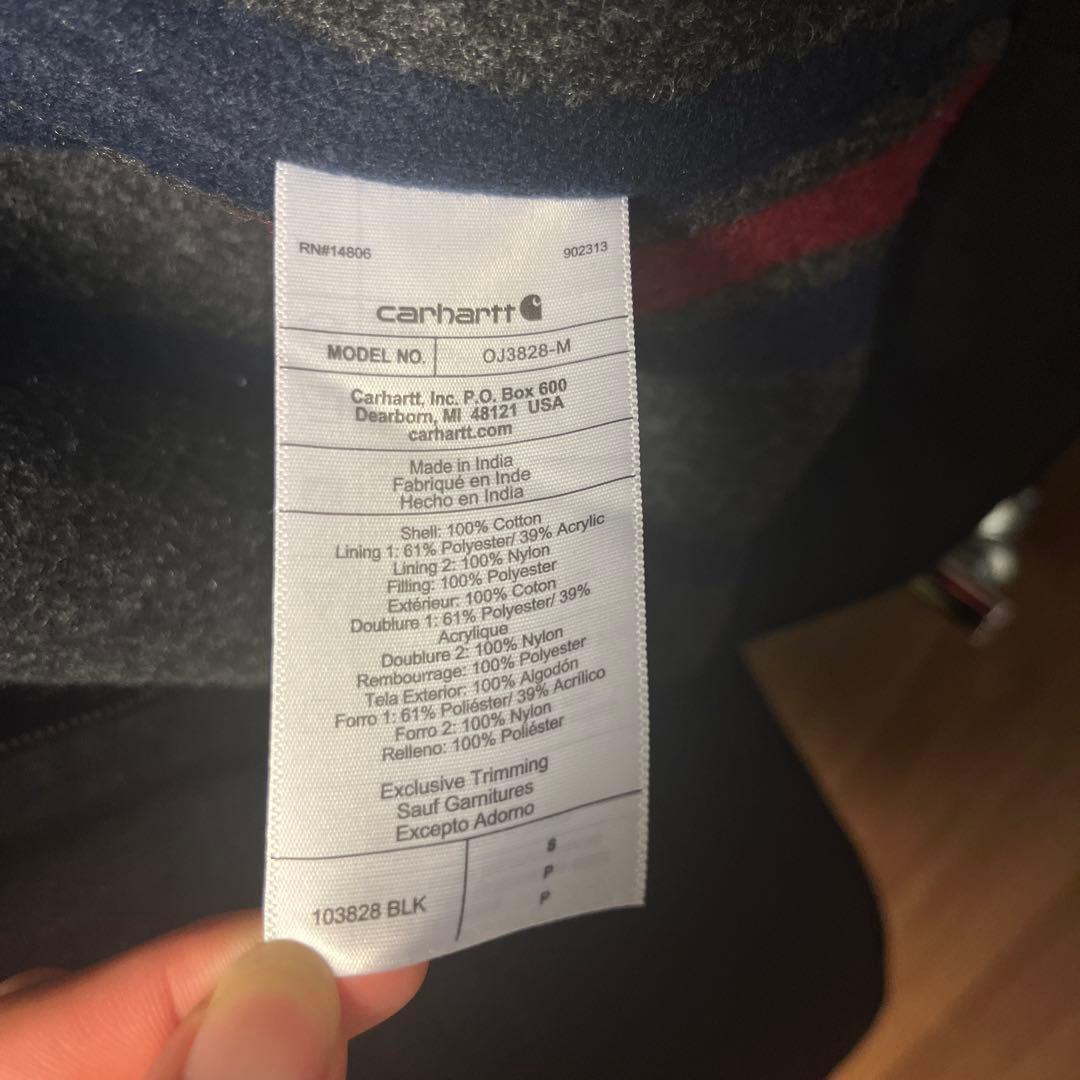 RN#14806 902313
carhartt
MODEL NO. OJ3828-M
Carhartt, Inc. P.O. Box 600
Dearborn, MI 48121 USA
carhartt.com
Made in India
Fabriqué en Inde
Hecho en India
Shell: 100% Cotton
Lining 1: 61% Polyester/ 39% Acrylic
Lining 2: 100% Nylon
Filling: 100% Polyester
Extérieur: 100% Coton
Doublure 1: 61% Polyester/ 39%
Acrylique
Doublure 2: 100% Nylon
Rembourrage: 100% Polyester
Tela Exterior: 100% Algodón
Forro 1: 61% Poliéster/ 39% Acrílico
Forro 2: 100% Nylon
Relleno: 100% Poliéster
Exclusive Trimming
Sauf Garnitures
Excepto Adorno
S
P
103828 BLK P